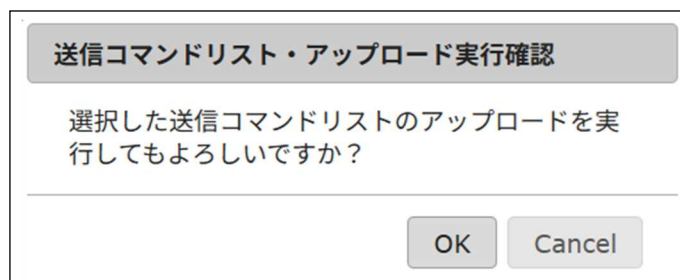 送信コマンドリスト・アップロード実行確認
選択した送信コマンドリストのアップロードを実
行してもよろしいですか？
OK Cancel